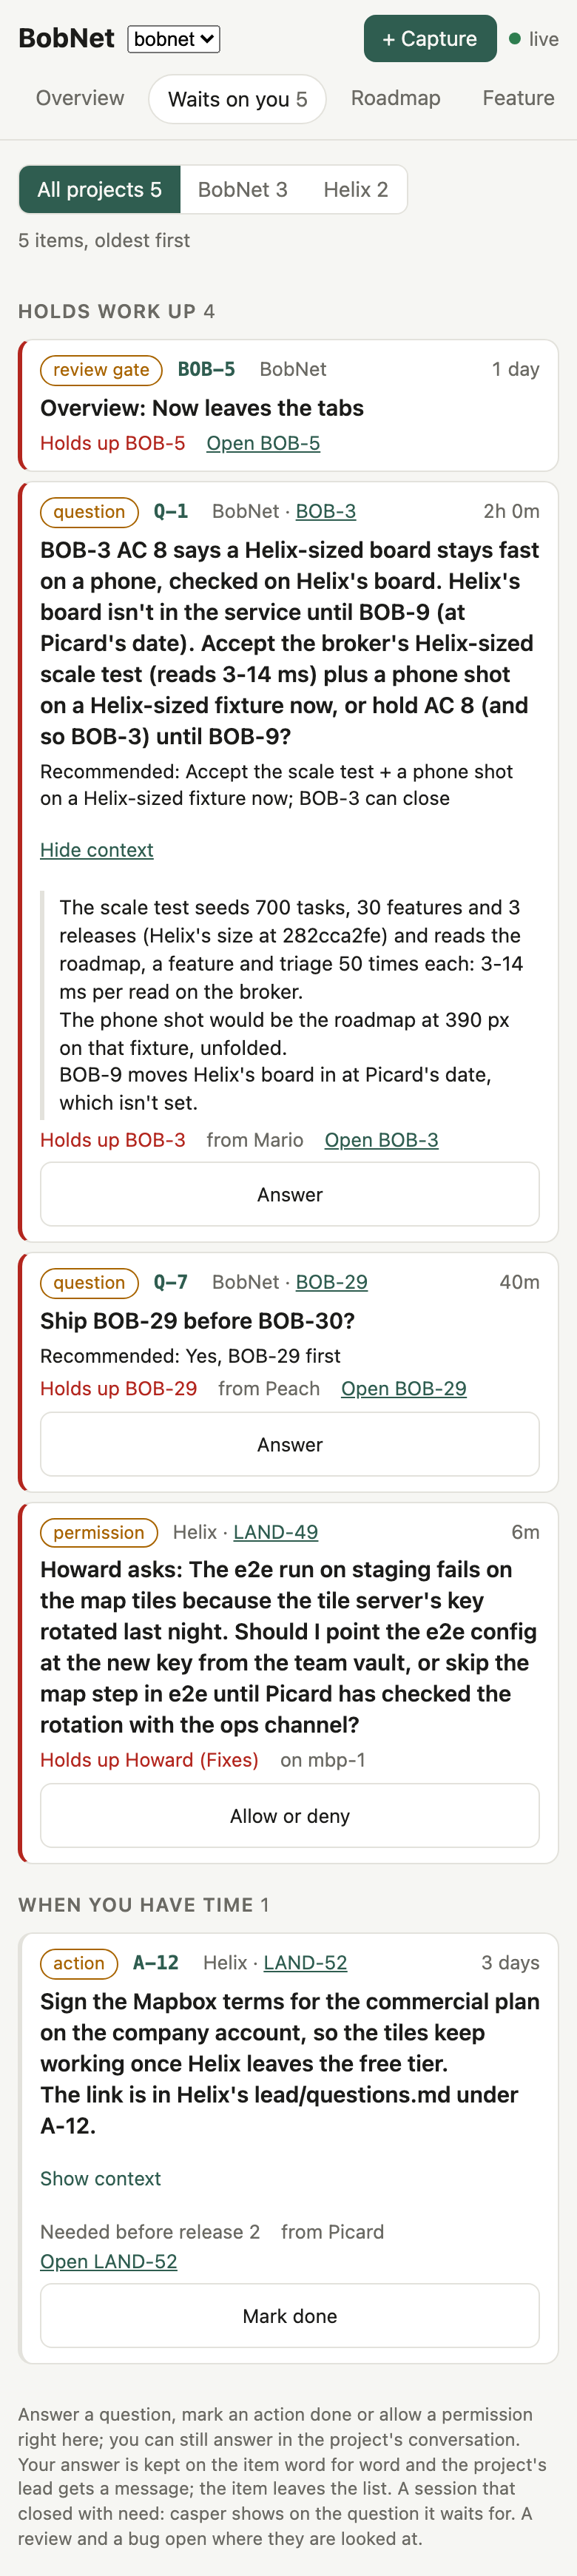 BobNet bobnet + Capture live
Overview Waits on you 5 Roadmap Feature
All projects 5 BobNet 3 Helix 2
5 items, oldest first
HOLDS WORK UP 4
review gate BOB-5 BobNet 1 day
Overview: Now leaves the tabs
Holds up BOB-5 Open BOB-5
question Q-1 BobNet · BOB-3 2h 0m
BOB-3 AC 8 says a Helix-sized board stays fast
on a phone, checked on Helix's board. Helix's
board isn't in the service until BOB-9 (at
Picard's date). Accept the broker's Helix-sized
scale test (reads 3-14 ms) plus a phone shot
on a Helix-sized fixture now, or hold AC 8 (and
so BOB-3) until BOB-9?
Recommended: Accept the scale test + a phone shot
on a Helix-sized fixture now; BOB-3 can close
Hide context
The scale test seeds 700 tasks, 30 features and 3
releases (Helix's size at 282cca2fe) and reads the
roadmap, a feature and triage 50 times each: 3-14
ms per read on the broker.
The phone shot would be the roadmap at 390 px
on that fixture, unfolded.
BOB-9 moves Helix's board in at Picard's date,
which isn't set.
Holds up BOB-3 from Mario Open BOB-3
Answer
question Q-7 BobNet · BOB-29 40m
Ship BOB-29 before BOB-30?
Recommended: Yes, BOB-29 first
Holds up BOB-29 from Peach Open BOB-29
Answer
permission Helix · LAND-49 6m
Howard asks: The e2e run on staging fails on
the map tiles because the tile server's key
rotated last night. Should I point the e2e config
at the new key from the team vault, or skip the
map step in e2e until Picard has checked the
rotation with the ops channel?
Holds up Howard (Fixes) on mbp-1
Allow or deny
WHEN YOU HAVE TIME 1
action A-12 Helix · LAND-52 3 days
Sign the Mapbox terms for the commercial plan
on the company account, so the tiles keep
working once Helix leaves the free tier.
The link is in Helix's lead/questions.md under
A-12.
Show context
Needed before release 2 from Picard
Open LAND-52
Mark done
Answer a question, mark an action done or allow a permission
right here; you can still answer in the project's conversation.
Your answer is kept on the item word for word and the project's
lead gets a message; the item leaves the list. A session that
closed with need: casper shows on the question it waits for. A
review and a bug open where they are looked at.